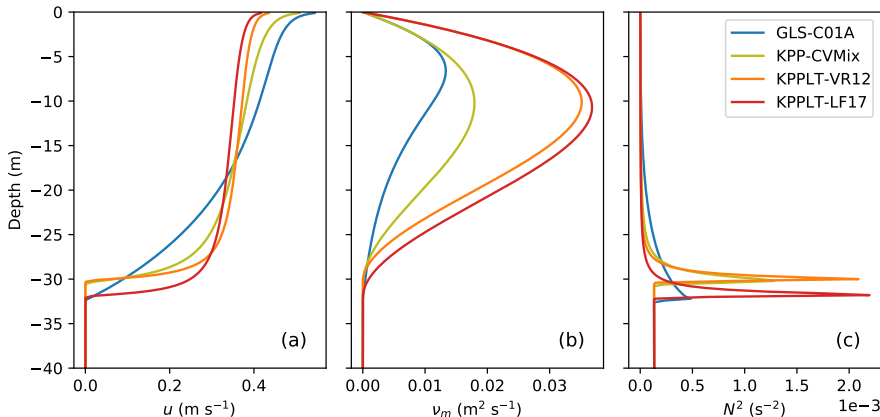 0
−5
−10
−15
−20
−25
−30
−35
−40
Depth (m)
0.0 0.2 0.4
u (m s⁻¹)
(a)
0.00 0.01 0.02 0.03
ν_m (m² s⁻¹)
(b)
GLS-C01A
KPP-CVMix
KPPLT-VR12
KPPLT-LF17
0.0 0.5 1.0 1.5 2.0
1e−3
N² (s⁻²)
(c)